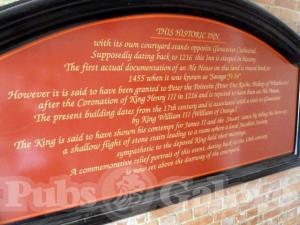 THIS HISTORIC INN
with its own courtyard stands opposite Gloucester Cathedral.
Supposedly dating back to 1216 this Inn is steeped in history.
The first actual documentation of an Ale House on this land is traced back to
1455 when it was known as "Savage Ye In"
However it is said to have been granted to Peter the Poitevin (Peter Des Roche, Bishop of Winchester)
after the Coronation of King Henry III in 1216 and is reputed to have been an Ale House.
The present building dates from the 17th century and is associated with a visit to Gloucester
by King William III (William of Orange).
The King is said to have shown his contempt for James II and the Stuart cause by riding his horse up
a shallow flight of stone stairs leading to a room where a local Jacobite Society
sympathetic to the deposed King held their meetings.
A commemorative relief portrait of this event, dating back to the 18th century
is now set above the doorway of the courtyard.
Pubs Galore